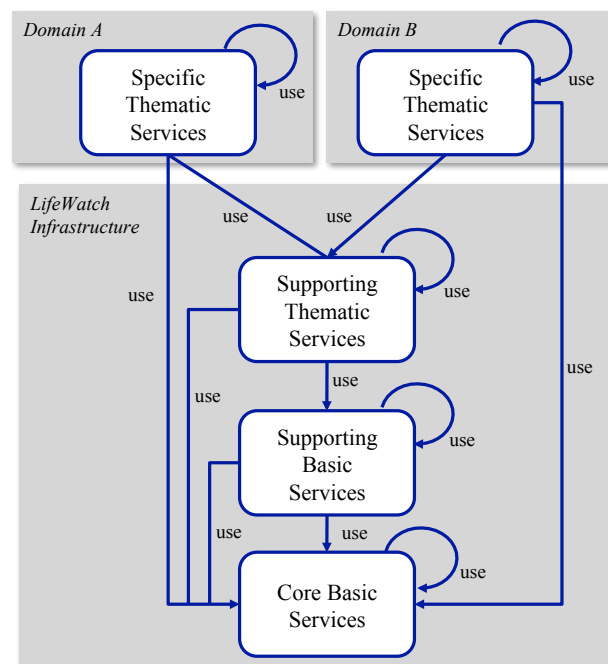 Domain A
Domain B
Specific
Thematic
Services
use
Specific
Thematic
Services
use
LifeWatch
Infrastructure
use
use
use
Supporting
Thematic
Services
use
use
use
use
Supporting
Basic
Services
use
use
use
Core Basic
Services
use